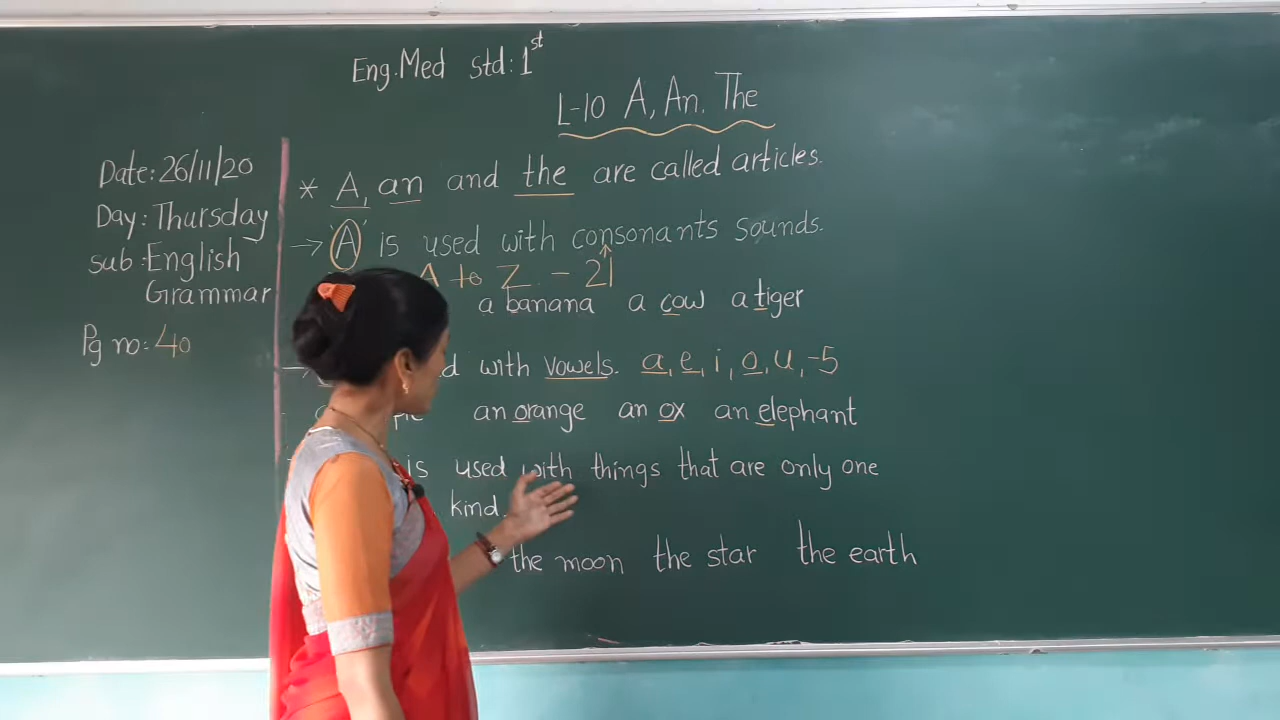 Eng.Med std: 1st
L-10 A, An. The
Date: 26/11/20
Day: Thursday
sub: English
Grammar
Pg no: 40
* A, an and the are called articles.
→ 'A' is used with consonants sounds.
A to Z - 21
a banana a cow a tiger
→ with vowels. a, e, i, o, u, -5
an orange an ox an elephant
is used with things that are only one
kind.
the moon the star the earth